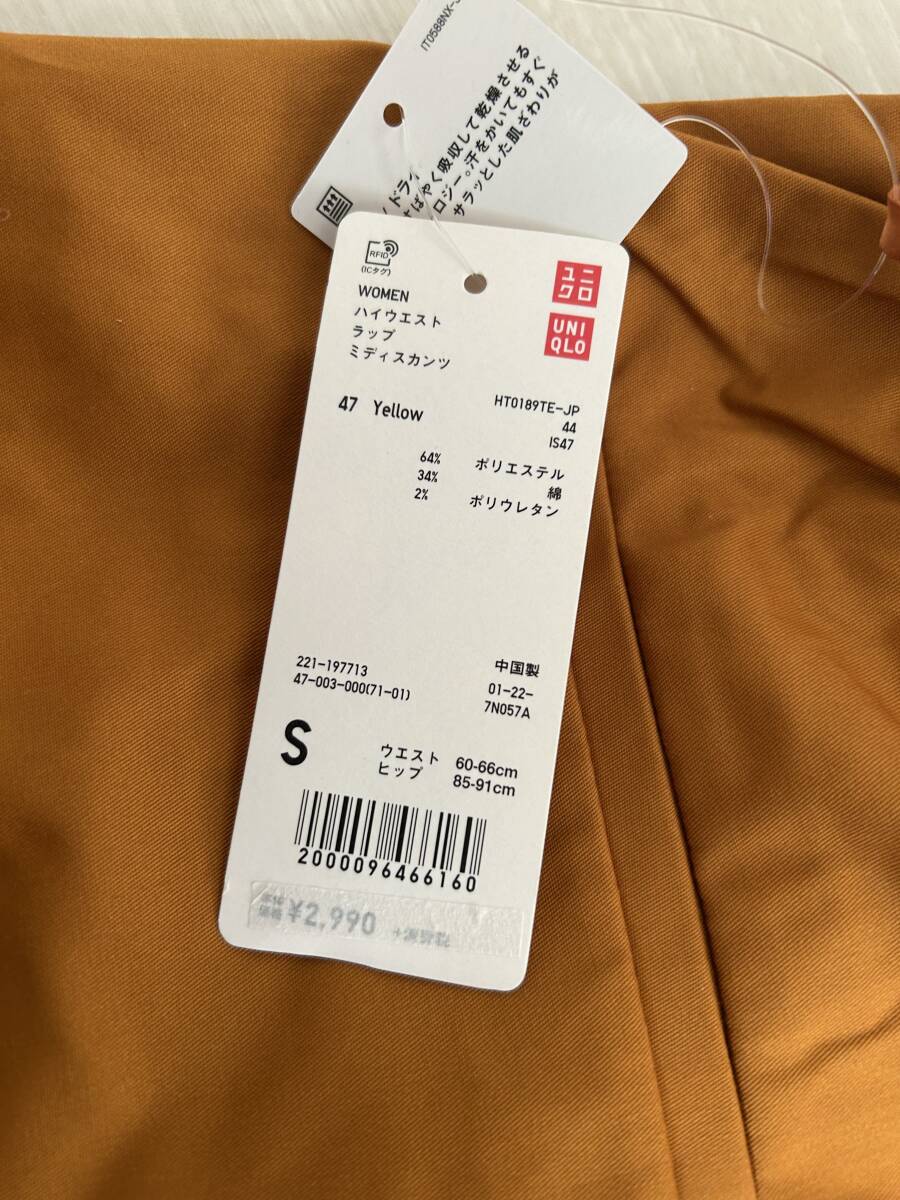 IT0588NX-
ドライ
ばやく吸収して乾燥させる
ロジー。汗をかいてもすぐ
サラッとした肌ざわりが
RFID
(ICタグ)
ユニ
クロ
UNI
QLO
WOMEN
ハイウエスト
ラップ
ミディスカンツ
47 Yellow
HT0189TE-JP
44
IS47
64% ポリエステル
34% 綿
2% ポリウレタン
221-197713
47-003-000(71-01)
中国製
01-22-
7N057A
S
ウエスト 60-66cm
ヒップ 85-91cm
2000096466160
価格 ¥2,990 +消費税